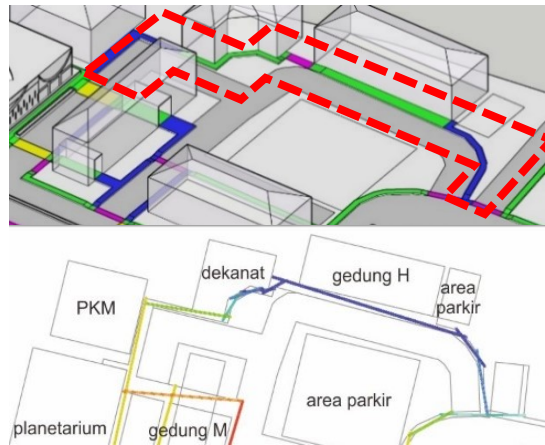 dekanat
gedung H
PKM
area
parkir
area parkir
planetarium
gedung M